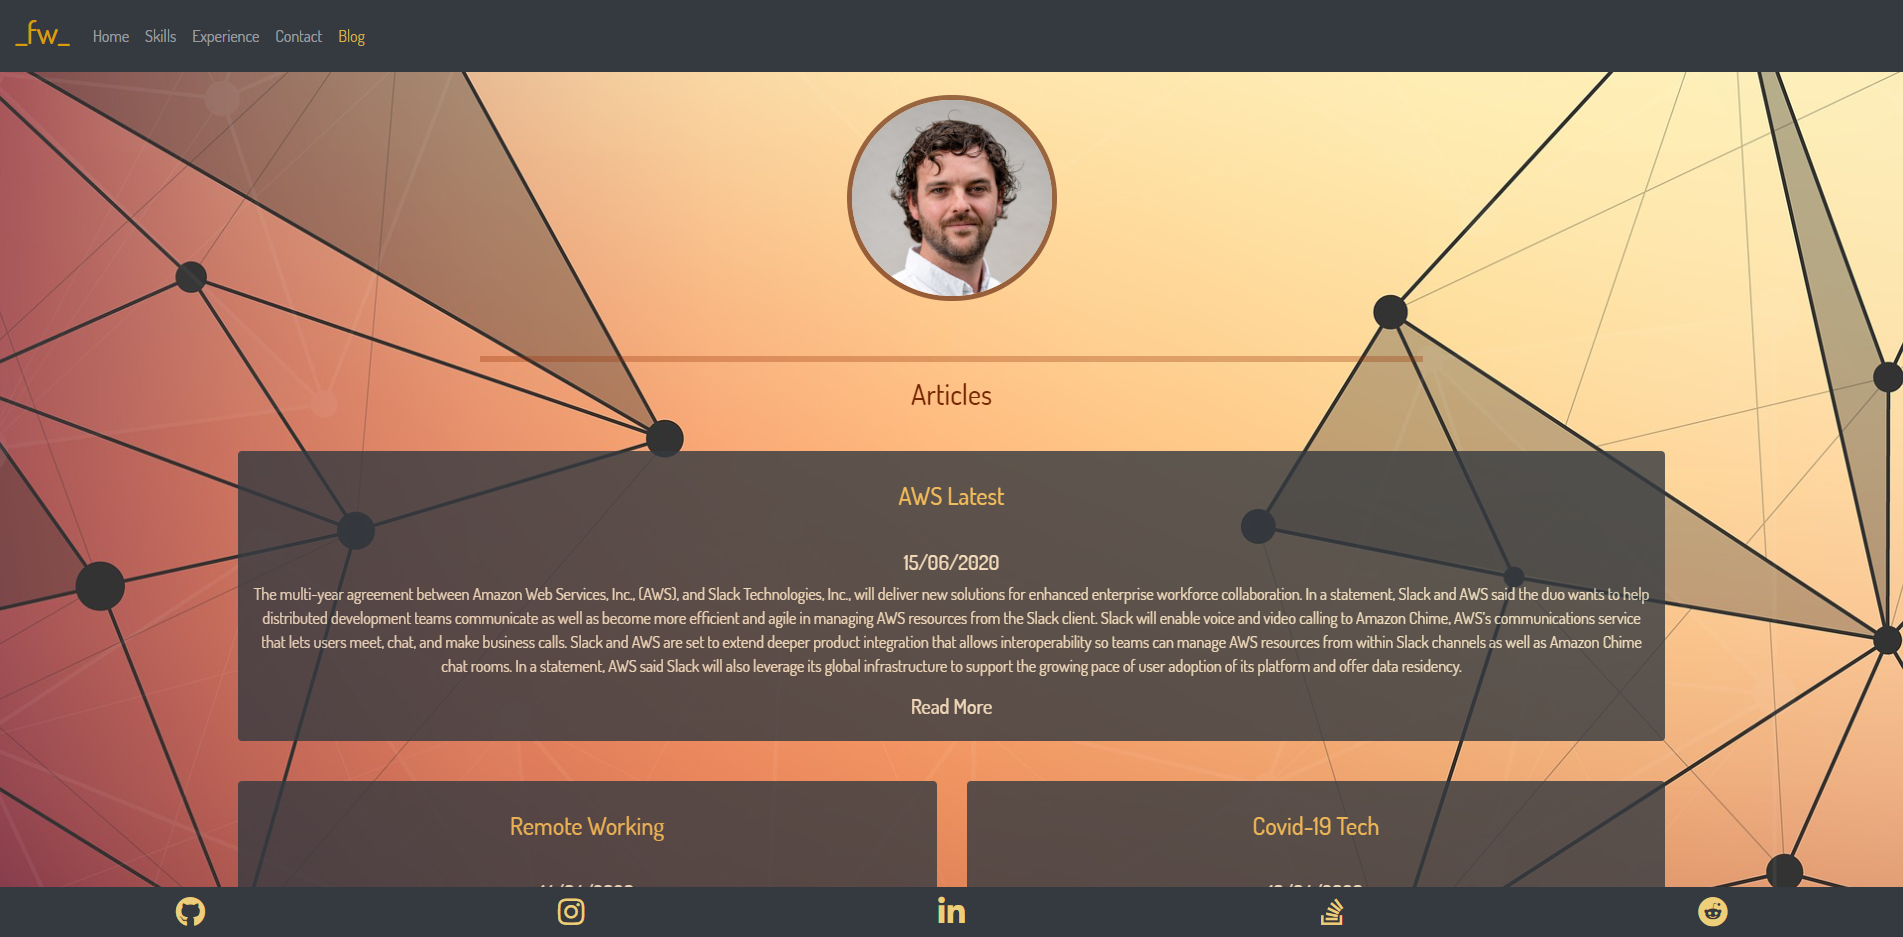 _fw_ Home Skills Experience Contact Blog
Articles
AWS Latest
15/06/2020
The multi-year agreement between Amazon Web Services, Inc., (AWS), and Slack Technologies, Inc., will deliver new solutions for enhanced enterprise workforce collaboration. In a statement, Slack and AWS said the duo wants to help
distributed development teams communicate as well as become more efficient and agile in managing AWS resources from the Slack client. Slack will enable voice and video calling to Amazon Chime, AWS's communications service
that lets users meet, chat, and make business calls. Slack and AWS are set to extend deeper product integration that allows interoperability so teams can manage AWS resources from within Slack channels as well as Amazon Chime
chat rooms. In a statement, AWS said Slack will also leverage its global infrastructure to support the growing pace of user adoption of its platform and offer data residency.
Read More
Remote Working
Covid-19 Tech
in